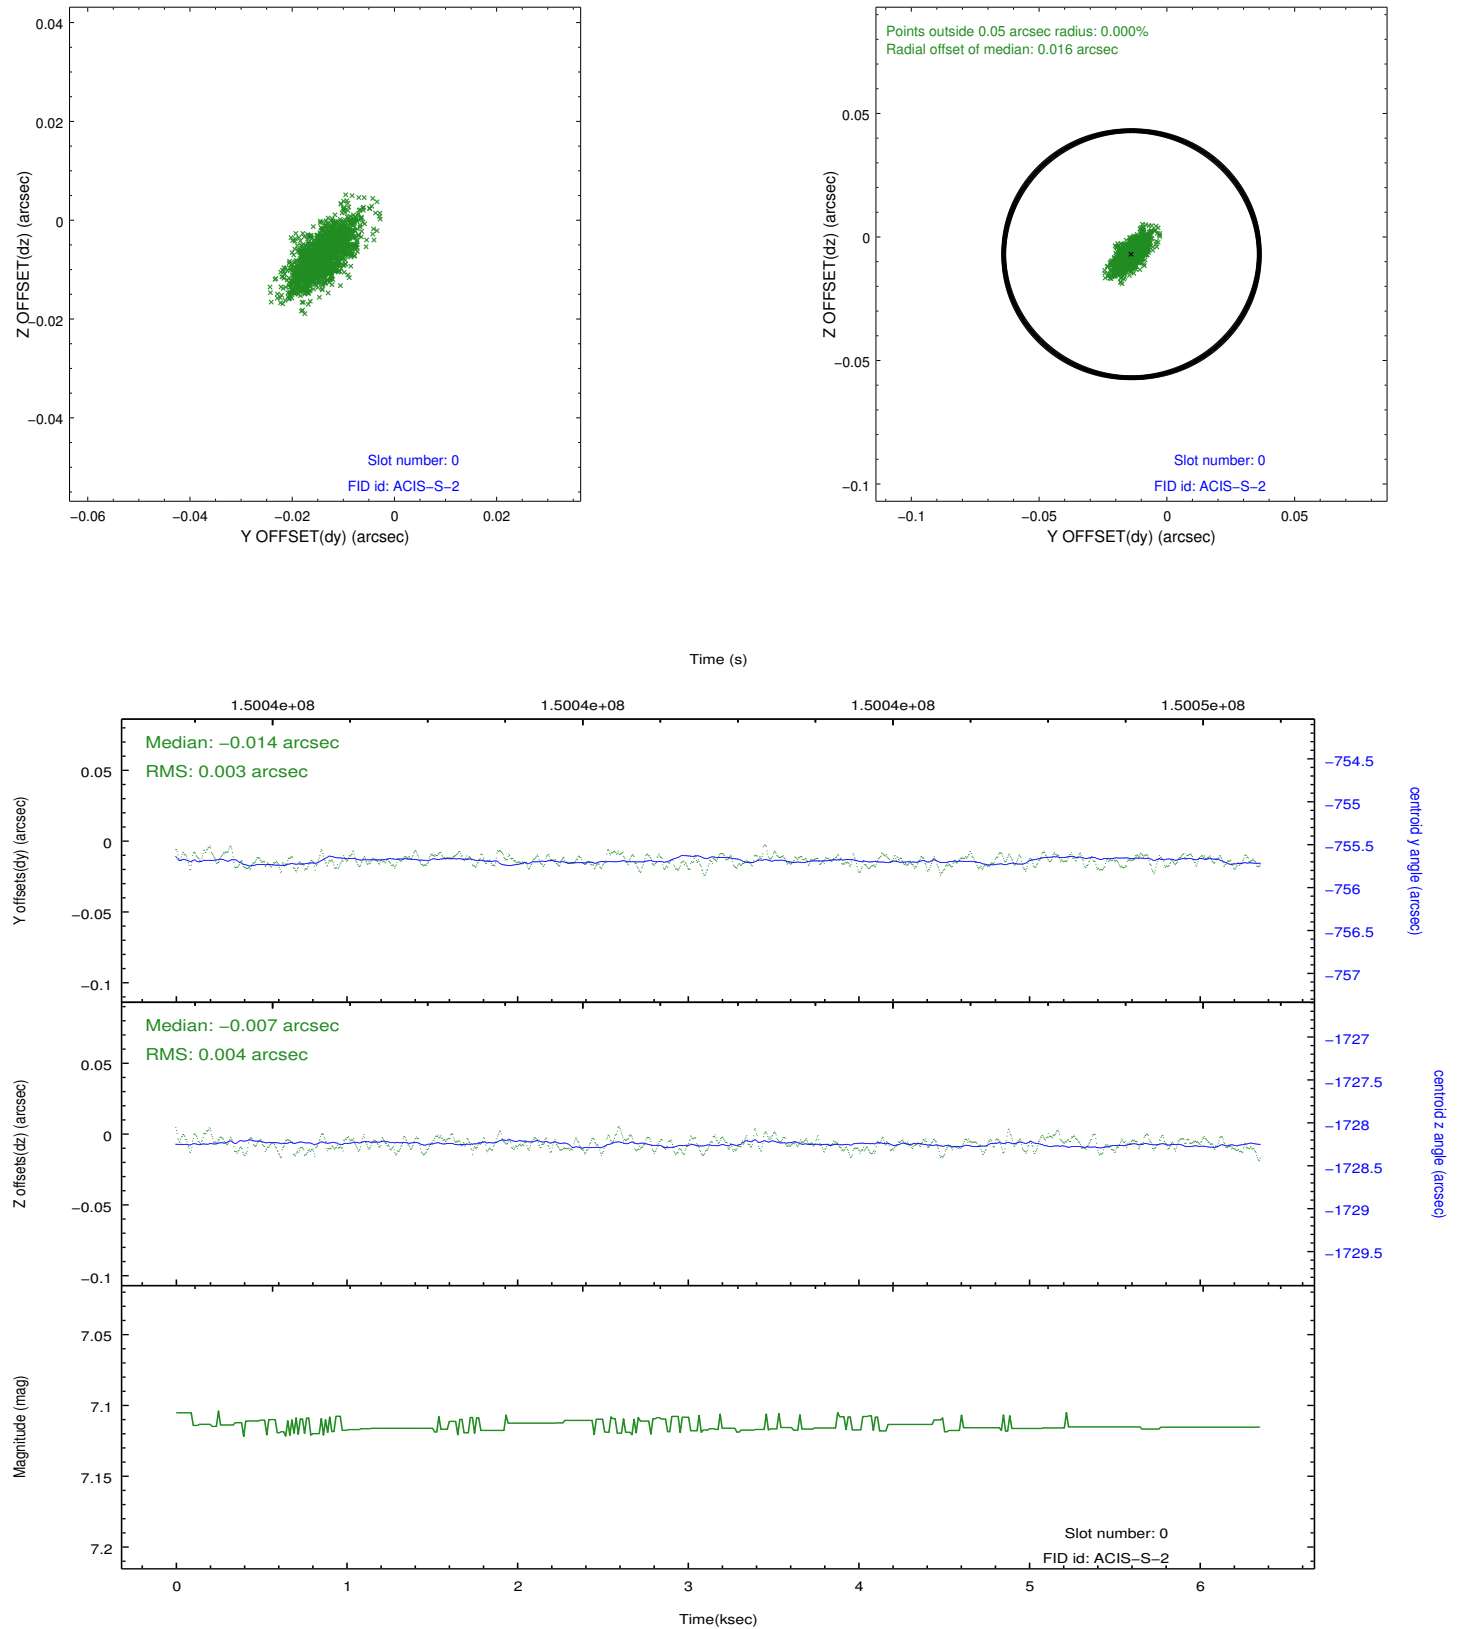 0.04
0.02
0
−0.02
−0.04
Z OFFSET(dz) (arcsec)
Slot number: 0
FID id: ACIS−S−2
−0.06
−0.04
−0.02
0
0.02
Y OFFSET(dy) (arcsec)
Points outside 0.05 arcsec radius: 0.000%
Radial offset of median: 0.016 arcsec
0.05
0
−0.05
−0.1
Z OFFSET(dz) (arcsec)
Slot number: 0
FID id: ACIS−S−2
−0.1
−0.05
0
0.05
Y OFFSET(dy) (arcsec)
Time (s)
1.5004e+08
1.5004e+08
1.5004e+08
1.5005e+08
Median: −0.014 arcsec
RMS: 0.003 arcsec
0.05
0
−0.05
−0.1
Y offsets(dy) (arcsec)
−754.5
−755
−755.5
−756
−756.5
−757
centroid y angle (arcsec)
Median: −0.007 arcsec
RMS: 0.004 arcsec
0.05
0
−0.05
−0.1
Z offsets(dz) (arcsec)
−1727
−1727.5
−1728
−1728.5
−1729
−1729.5
centroid z angle (arcsec)
7.05
7.1
7.15
7.2
Magnitude (mag)
Slot number: 0
FID id: ACIS−S−2
0
1
2
3
4
5
6
Time(ksec)